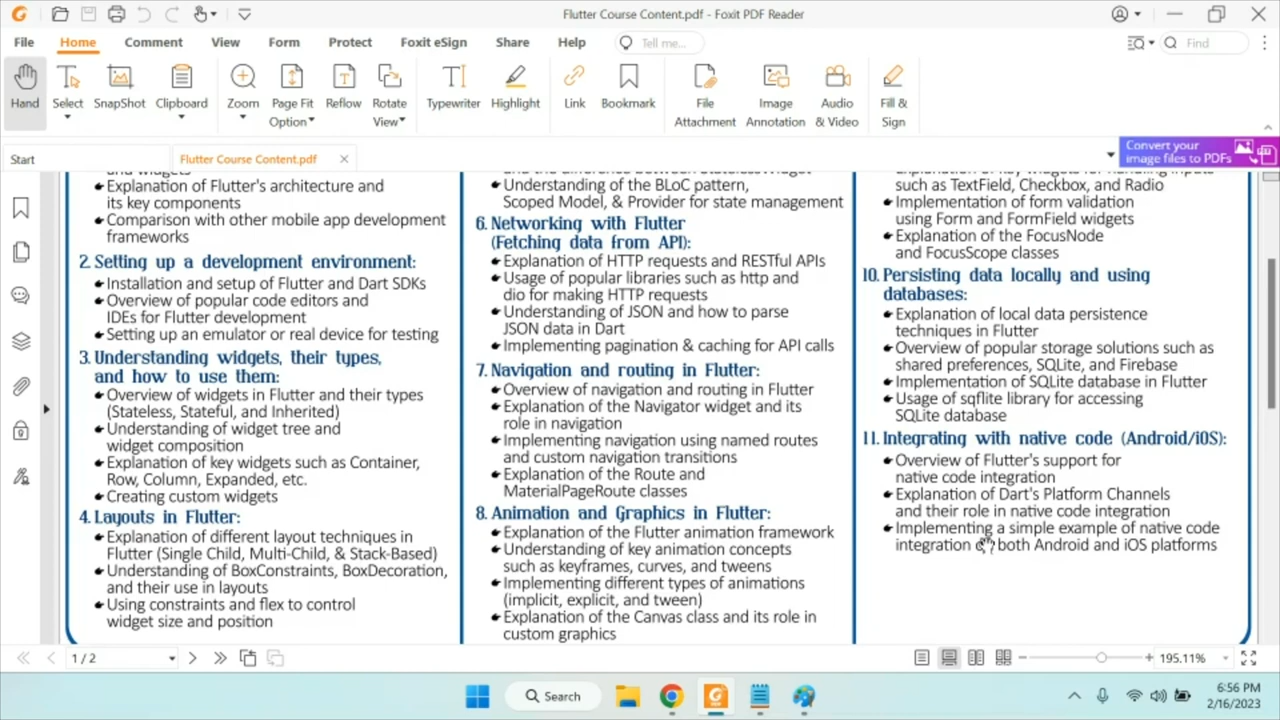 Flutter Course Content.pdf - Foxit PDF Reader
File Home Comment View Form Protect Foxit eSign Share Help Tell me... Find
Hand Select SnapShot Clipboard Zoom Page Fit Option Reflow Rotate View Typewriter Highlight Link Bookmark File Attachment Image Annotation Audio & Video Fill & Sign
Start Flutter Course Content.pdf
Convert your
image files to PDFs
and widgets
Explanation of Flutter's architecture and
its key components
Comparison with other mobile app development
frameworks
2. Setting up a development environment:
Installation and setup of Flutter and Dart SDKs
Overview of popular code editors and
IDEs for Flutter development
Setting up an emulator or real device for testing
3. Understanding widgets, their types,
and how to use them:
Overview of widgets in Flutter and their types
(Stateless, Stateful, and Inherited)
Understanding of widget tree and
widget composition
Explanation of key widgets such as Container,
Row, Column, Expanded, etc.
Creating custom widgets
4. Layouts in Flutter:
Explanation of different layout techniques in
Flutter (Single Child, Multi-Child, & Stack-Based)
Understanding of BoxConstraints, BoxDecoration,
and their use in layouts
Using constraints and flex to control
widget size and position
and the difference between StatelessWidget
Understanding of the BLoC pattern,
Scoped Model, & Provider for state management
6. Networking with Flutter
(Fetching data from API):
Explanation of HTTP requests and RESTful APIs
Usage of popular libraries such as http and
dio for making HTTP requests
Understanding of JSON and how to parse
JSON data in Dart
Implementing pagination & caching for API calls
7. Navigation and routing in Flutter:
Overview of navigation and routing in Flutter
Explanation of the Navigator widget and its
role in navigation
Implementing navigation using named routes
and custom navigation transitions
Explanation of the Route and
MaterialPageRoute classes
8. Animation and Graphics in Flutter:
Explanation of the Flutter animation framework
Understanding of key animation concepts
such as keyframes, curves, and tweens
Implementing different types of animations
(implicit, explicit, and tween)
Explanation of the Canvas class and its role in
custom graphics
Explanation of key widgets for handling inputs
such as TextField, Checkbox, and Radio
Implementation of form validation
using Form and FormField widgets
Explanation of the FocusNode
and FocusScope classes
10. Persisting data locally and using
databases:
Explanation of local data persistence
techniques in Flutter
Overview of popular storage solutions such as
shared preferences, SQLite, and Firebase
Implementation of SQLite database in Flutter
Usage of sqflite library for accessing
SQLite database
11. Integrating with native code (Android/iOS):
Overview of Flutter's support for
native code integration
Explanation of Dart's Platform Channels
and their role in native code integration
Implementing a simple example of native code
integration both Android and iOS platforms
1 / 2
195.11%
Search
6:56 PM
2/16/2023